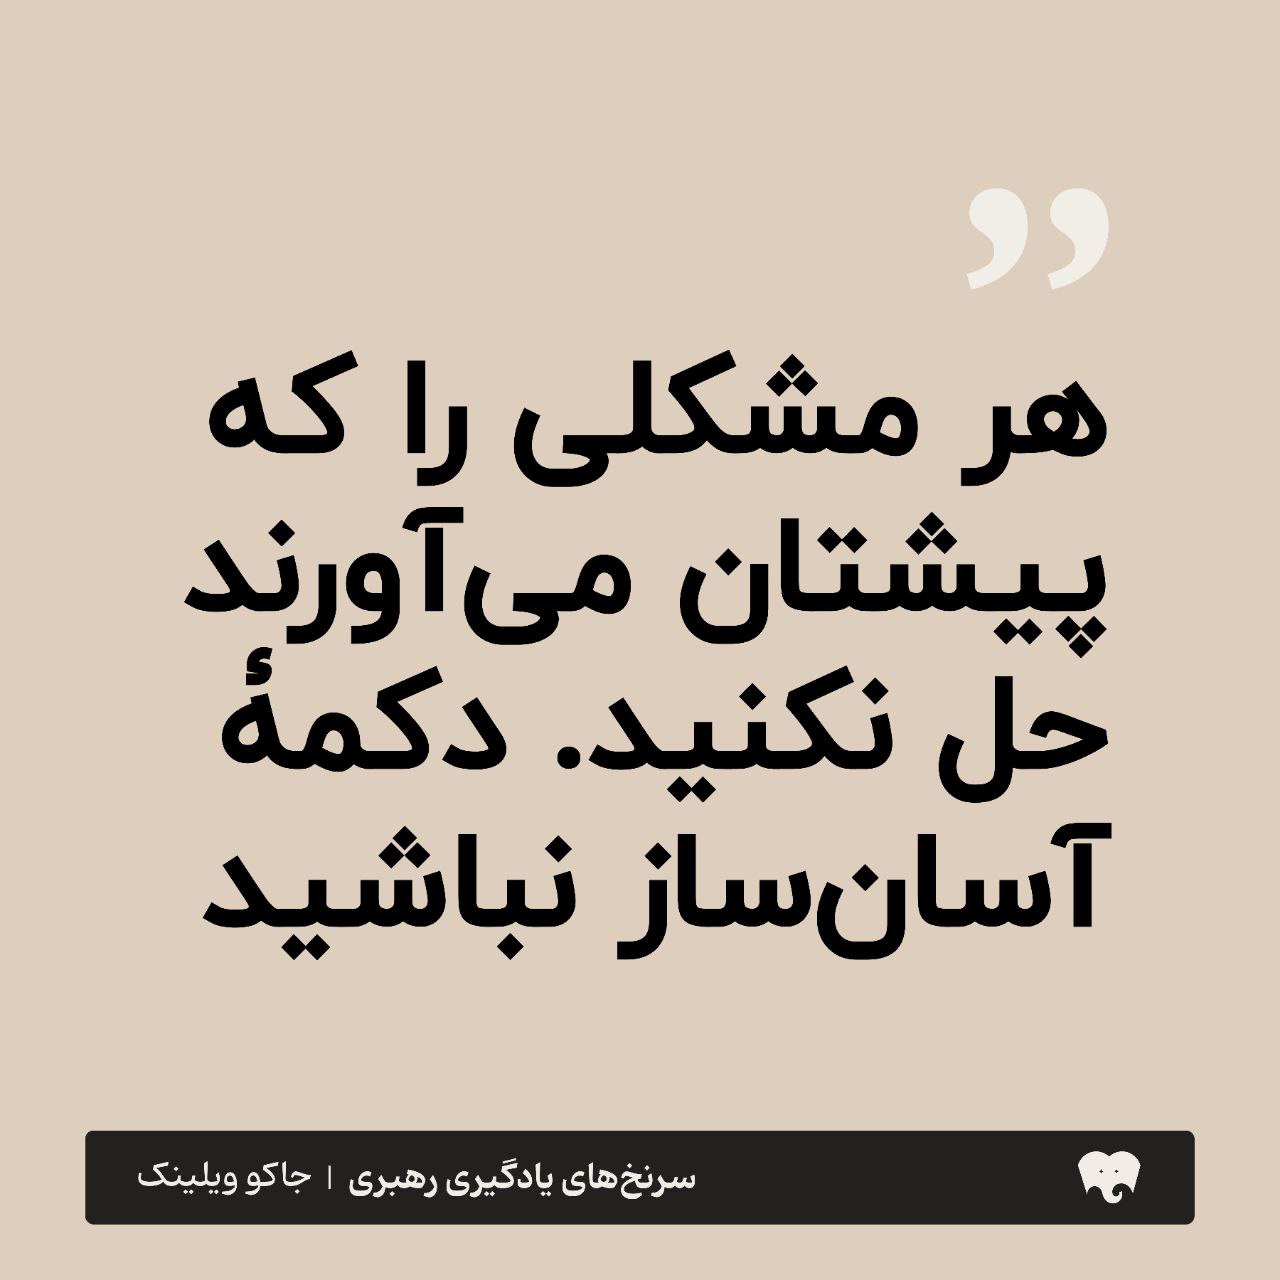 ”
هر مشکلی را که
پیشتان می‌آورند
حل نکنید. دکمهٔ
آسان‌ساز نباشید
سرنخ‌های یادگیری رهبری | جاکو ویلینک